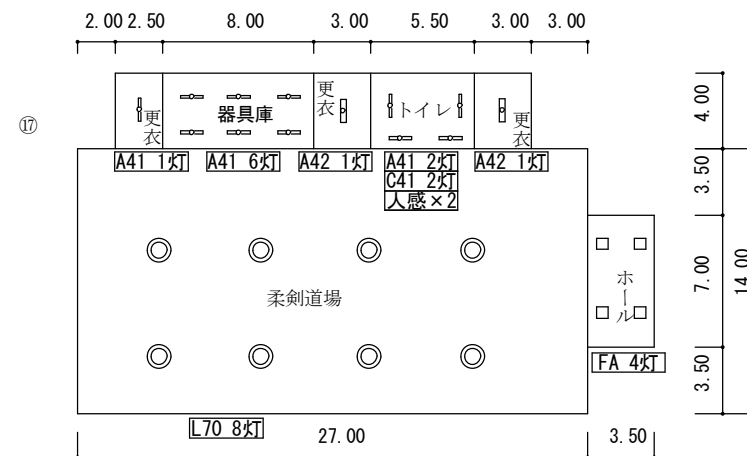 2.00 2.50 8.00 3.00 5.50 3.00 3.00
⑰
更衣
器具庫
更衣
トイレ
更衣
4.00
A41 1灯
A41 6灯
A42 1灯
A41 2灯
A42 1灯
C41 2灯
人感×2
3.50
柔剣道場
ホール
7.00
14.00
FA 4灯
3.50
L70 8灯
27.00
3.50